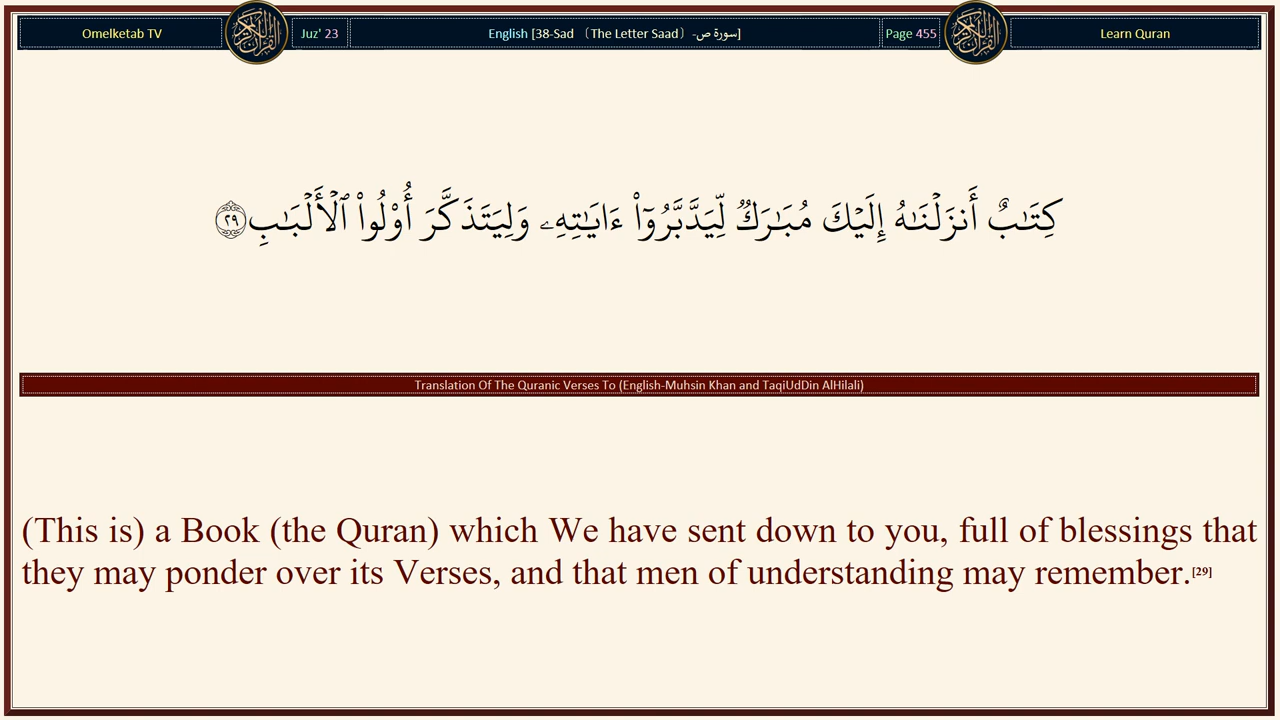 Omelketab TV
Juz' 23
English [38-Sad （The Letter Saad） -سورة ص]
Page 455
Learn Quran
كِتَـٰبٌ أَنزَلْنَـٰهُ إِلَيْكَ مُبَـٰرَكٌ لِّيَدَّبَّرُوٓا۟ ءَايَـٰتِهِۦ وَلِيَتَذَكَّرَ أُو۟لُوا۟ ٱلْأَلْبَـٰبِ ٢٩
Translation Of The Quranic Verses To (English-Muhsin Khan and TaqiUdDin AlHilali)
(This is) a Book (the Quran) which We have sent down to you, full of blessings that
they may ponder over its Verses, and that men of understanding may remember.[29]